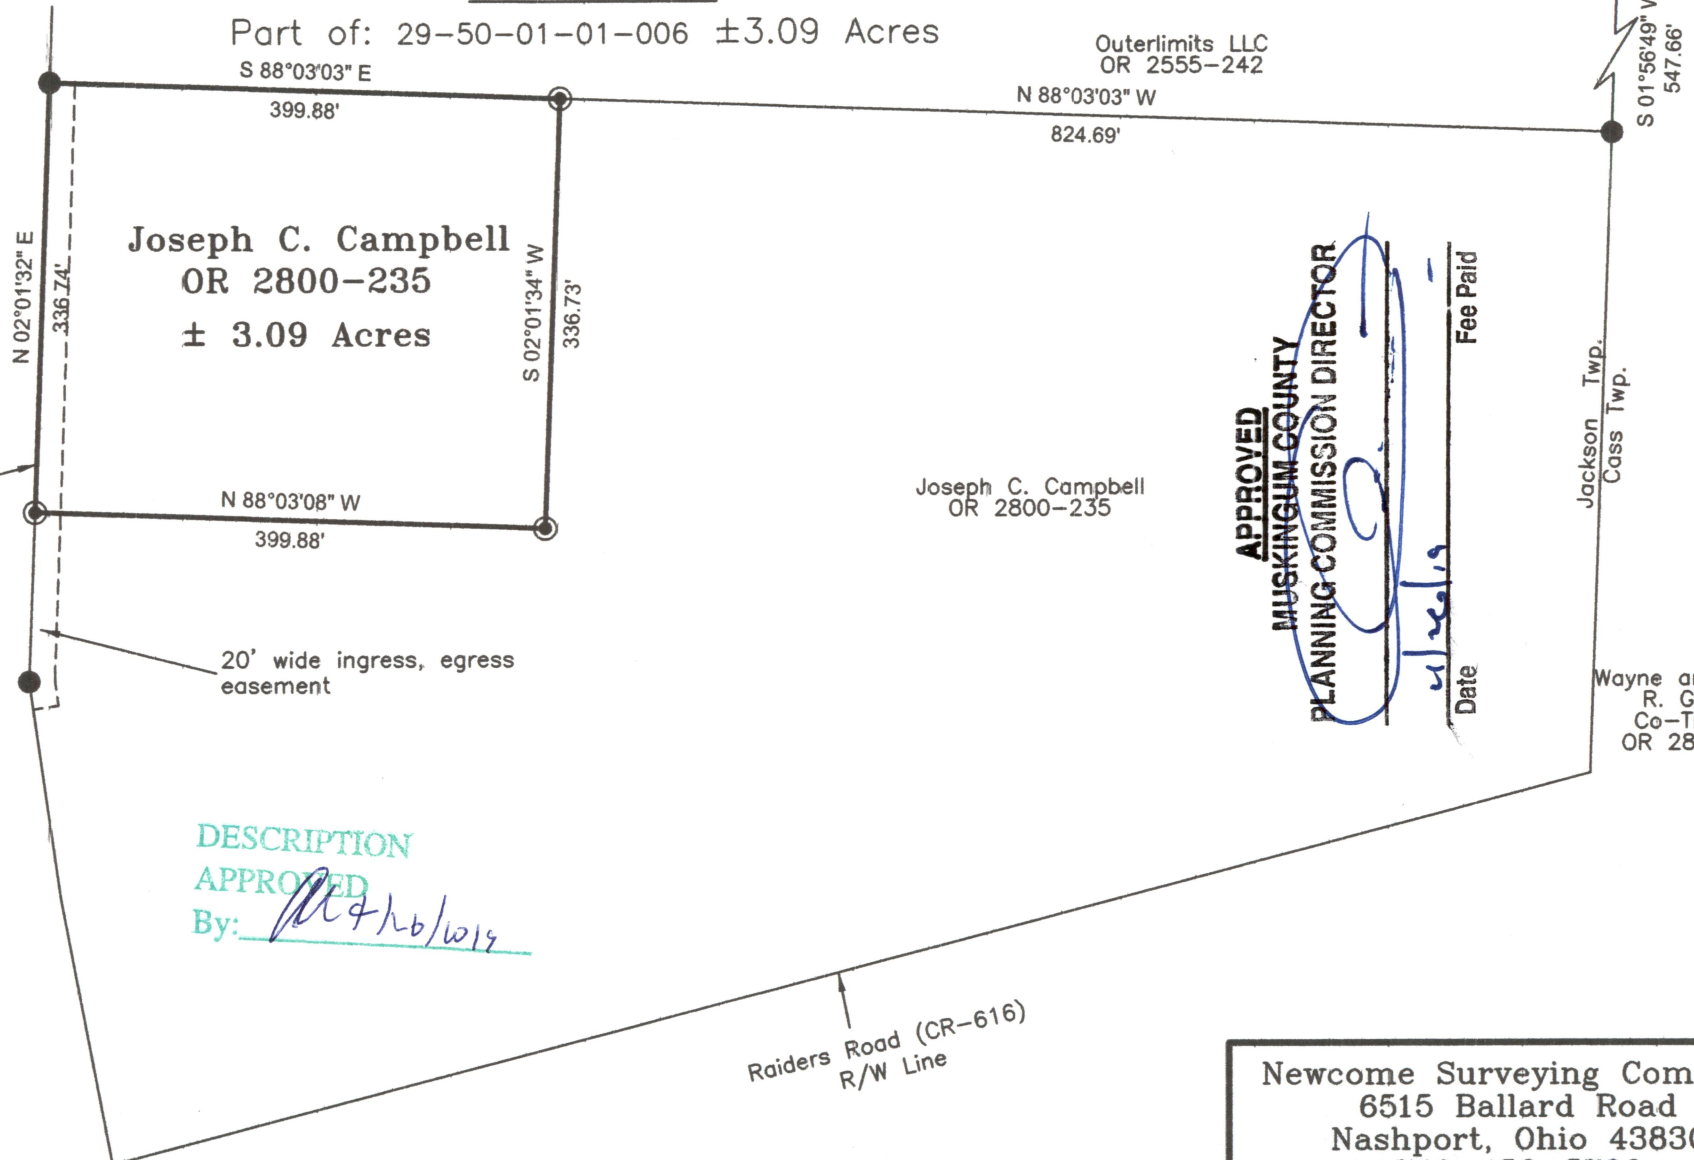 Part of: 29-50-01-01-006 ±3.09 Acres
S 88°03'03" E
399.88'
Outerlimits LLC
OR 2555-242
N 88°03'03" W
824.69'
S 01°56'49" W
547.66'
N 02°01'32" E
336.74'
Joseph C. Campbell
OR 2800-235
± 3.09 Acres
S 02°01'34" W
336.73'
N 88°03'08" W
399.88'
Joseph C. Campbell
OR 2800-235
APPROVED
MUSKINGUM COUNTY
PLANNING COMMISSION DIRECTOR
Date
Fee Paid
Jackson Twp.
Cass Twp.
20' wide ingress, egress
easement
Wayne
R. G
Co-T
OR 28
DESCRIPTION
APPROVED
By:
Raiders Road (CR-616)
R/W Line
Newcome Surveying Com
6515 Ballard Road
Nashport, Ohio 43830